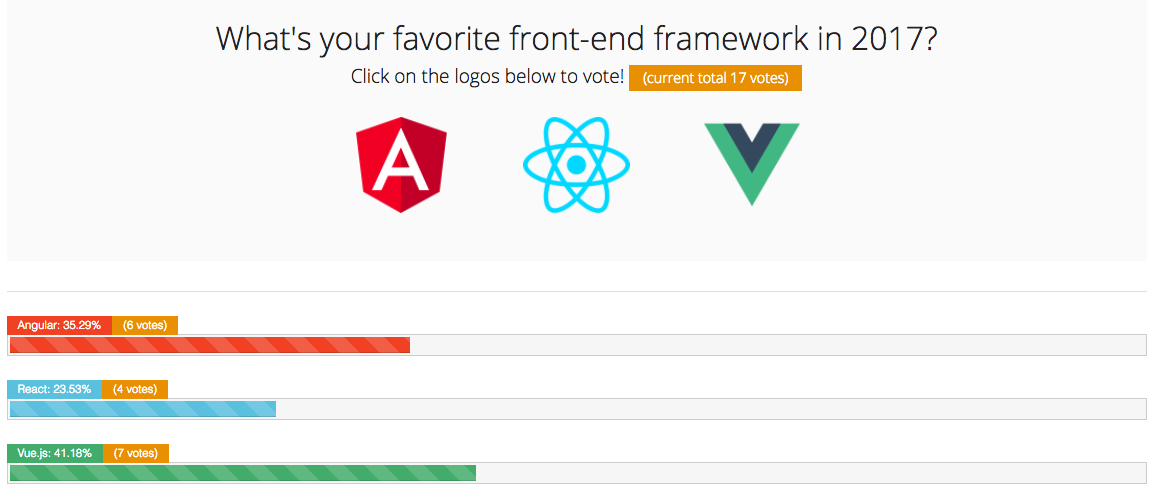 What's your favorite front-end framework in 2017?
Click on the logos below to vote! (current total 17 votes)
A
Angular: 35.29% (6 votes)
React: 23.53% (4 votes)
Vue.js: 41.18% (7 votes)